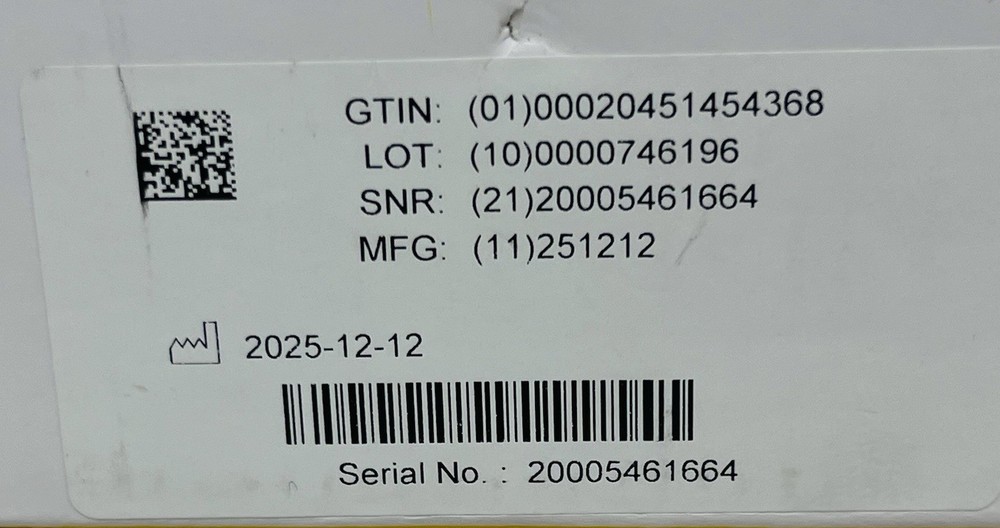 GTIN: (01)00020451454368
LOT: (10)0000746196
SNR: (21)20005461664
MFG: (11)251212
2025-12-12
Serial No. : 20005461664